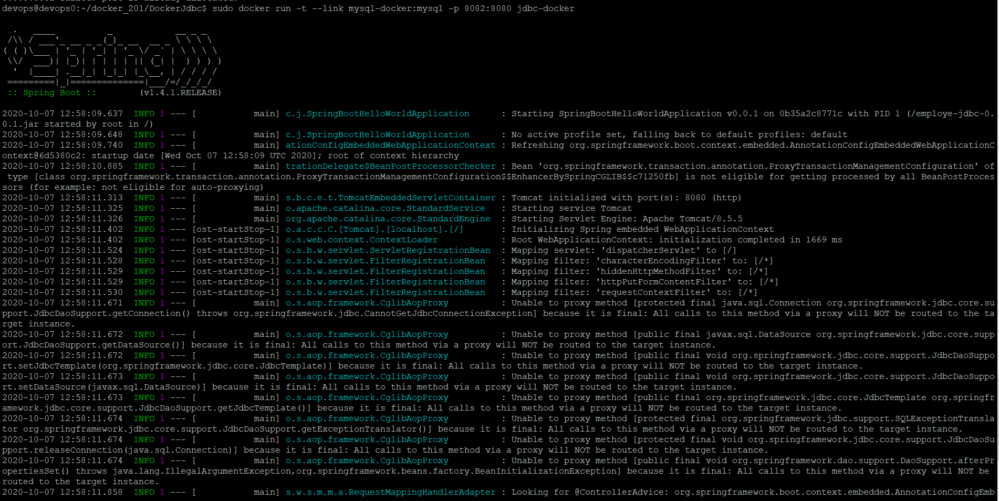 devops@devops0:~/docker_201/DockerJdbc$ sudo docker run -t --link mysql-docker:mysql -p 8082:8080 jdbc-docker
  .   ____          _            __ _ _
 /\\ / ___'_ __ _ _(_)_ __  __ _ \ \ \ \
( ( )\___ | '_ | '_| | '_ \/ _` | \ \ \ \
 \\/  ___)| |_)| | | | | || (_| |  ) ) ) )
  '  |____| .__|_| |_|_| |_\__, | / / / /
 =========|_|==============|___/=/_/_/_/
 :: Spring Boot ::        (v1.4.1.RELEASE)
2020-10-07 12:58:09.637  INFO 1 --- [           main] c.j.SpringBootHelloWorldApplication      : Starting SpringBootHelloWorldApplication v0.0.1 on 0b35a2c8771c with PID 1 (/employe-jdbc-0.
0.1.jar started by root in /)
2020-10-07 12:58:09.648  INFO 1 --- [           main] c.j.SpringBootHelloWorldApplication      : No active profile set, falling back to default profiles: default
2020-10-07 12:58:09.740  INFO 1 --- [           main] ationConfigEmbeddedWebApplicationContext : Refreshing org.springframework.boot.context.embedded.AnnotationConfigEmbeddedWebApplicationC
ontext@6d5380c2: startup date [Wed Oct 07 12:58:09 UTC 2020]; root of context hierarchy
2020-10-07 12:58:10.885  INFO 1 --- [           main] trationDelegate$BeanPostProcessorChecker : Bean 'org.springframework.transaction.annotation.ProxyTransactionManagementConfiguration' of
 type [class org.springframework.transaction.annotation.ProxyTransactionManagementConfiguration$$EnhancerBySpringCGLIB$$c71250fb] is not eligible for getting processed by all BeanPostProces
sors (for example: not eligible for auto-proxying)
2020-10-07 12:58:11.313  INFO 1 --- [           main] s.b.c.e.t.TomcatEmbeddedServletContainer : Tomcat initialized with port(s): 8080 (http)
2020-10-07 12:58:11.325  INFO 1 --- [           main] o.apache.catalina.core.StandardService   : Starting service Tomcat
2020-10-07 12:58:11.326  INFO 1 --- [           main] org.apache.catalina.core.StandardEngine  : Starting Servlet Engine: Apache Tomcat/8.5.5
2020-10-07 12:58:11.402  INFO 1 --- [ost-startStop-1] o.a.c.c.C.[Tomcat].[localhost].[/]       : Initializing Spring embedded WebApplicationContext
2020-10-07 12:58:11.402  INFO 1 --- [ost-startStop-1] o.s.web.context.ContextLoader            : Root WebApplicationContext: initialization completed in 1669 ms
2020-10-07 12:58:11.524  INFO 1 --- [ost-startStop-1] o.s.b.w.servlet.ServletRegistrationBean  : Mapping servlet: 'dispatcherServlet' to [/]
2020-10-07 12:58:11.528  INFO 1 --- [ost-startStop-1] o.s.b.w.servlet.FilterRegistrationBean   : Mapping filter: 'characterEncodingFilter' to: [/*]
2020-10-07 12:58:11.529  INFO 1 --- [ost-startStop-1] o.s.b.w.servlet.FilterRegistrationBean   : Mapping filter: 'hiddenHttpMethodFilter' to: [/*]
2020-10-07 12:58:11.529  INFO 1 --- [ost-startStop-1] o.s.b.w.servlet.FilterRegistrationBean   : Mapping filter: 'httpPutFormContentFilter' to: [/*]
2020-10-07 12:58:11.530  INFO 1 --- [ost-startStop-1] o.s.b.w.servlet.FilterRegistrationBean   : Mapping filter: 'requestContextFilter' to: [/*]
2020-10-07 12:58:11.671  INFO 1 --- [           main] o.s.aop.framework.CglibAopProxy          : Unable to proxy method [protected final java.sql.Connection org.springframework.jdbc.core.su
pport.JdbcDaoSupport.getConnection() throws org.springframework.jdbc.CannotGetJdbcConnectionException] because it is final: All calls to this method via a proxy will NOT be routed to the ta
rget instance.
2020-10-07 12:58:11.672  INFO 1 --- [           main] o.s.aop.framework.CglibAopProxy          : Unable to proxy method [public final javax.sql.DataSource org.springframework.jdbc.core.supp
ort.JdbcDaoSupport.getDataSource()] because it is final: All calls to this method via a proxy will NOT be routed to the target instance.
2020-10-07 12:58:11.672  INFO 1 --- [           main] o.s.aop.framework.CglibAopProxy          : Unable to proxy method [public final void org.springframework.jdbc.core.support.JdbcDaoSuppo
rt.setJdbcTemplate(org.springframework.jdbc.core.JdbcTemplate)] because it is final: All calls to this method via a proxy will NOT be routed to the target instance.
2020-10-07 12:58:11.673  INFO 1 --- [           main] o.s.aop.framework.CglibAopProxy          : Unable to proxy method [public final void org.springframework.jdbc.core.support.JdbcDaoSuppo
rt.setDataSource(javax.sql.DataSource)] because it is final: All calls to this method via a proxy will NOT be routed to the target instance.
2020-10-07 12:58:11.673  INFO 1 --- [           main] o.s.aop.framework.CglibAopProxy          : Unable to proxy method [public final org.springframework.jdbc.core.JdbcTemplate org.springfr
amework.jdbc.core.support.JdbcDaoSupport.getJdbcTemplate()] because it is final: All calls to this method via a proxy will NOT be routed to the target instance.
2020-10-07 12:58:11.674  INFO 1 --- [           main] o.s.aop.framework.CglibAopProxy          : Unable to proxy method [protected final org.springframework.jdbc.support.SQLExceptionTransla
tor org.springframework.jdbc.core.support.JdbcDaoSupport.getExceptionTranslator()] because it is final: All calls to this method via a proxy will NOT be routed to the target instance.
2020-10-07 12:58:11.674  INFO 1 --- [           main] o.s.aop.framework.CglibAopProxy          : Unable to proxy method [protected final void org.springframework.jdbc.core.support.JdbcDaoSu
pport.releaseConnection(java.sql.Connection)] because it is final: All calls to this method via a proxy will NOT be routed to the target instance.
2020-10-07 12:58:11.674  INFO 1 --- [           main] o.s.aop.framework.CglibAopProxy          : Unable to proxy method [public final void org.springframework.dao.support.DaoSupport.afterPr
opertiesSet() throws java.lang.IllegalArgumentException,org.springframework.beans.factory.BeanInitializationException] because it is final: All calls to this method via a proxy will NOT be
routed to the target instance.
2020-10-07 12:58:11.858  INFO 1 --- [           main] s.w.s.m.m.a.RequestMappingHandlerAdapter : Looking for @ControllerAdvice: org.springframework.boot.context.embedded.AnnotationConfigEmb